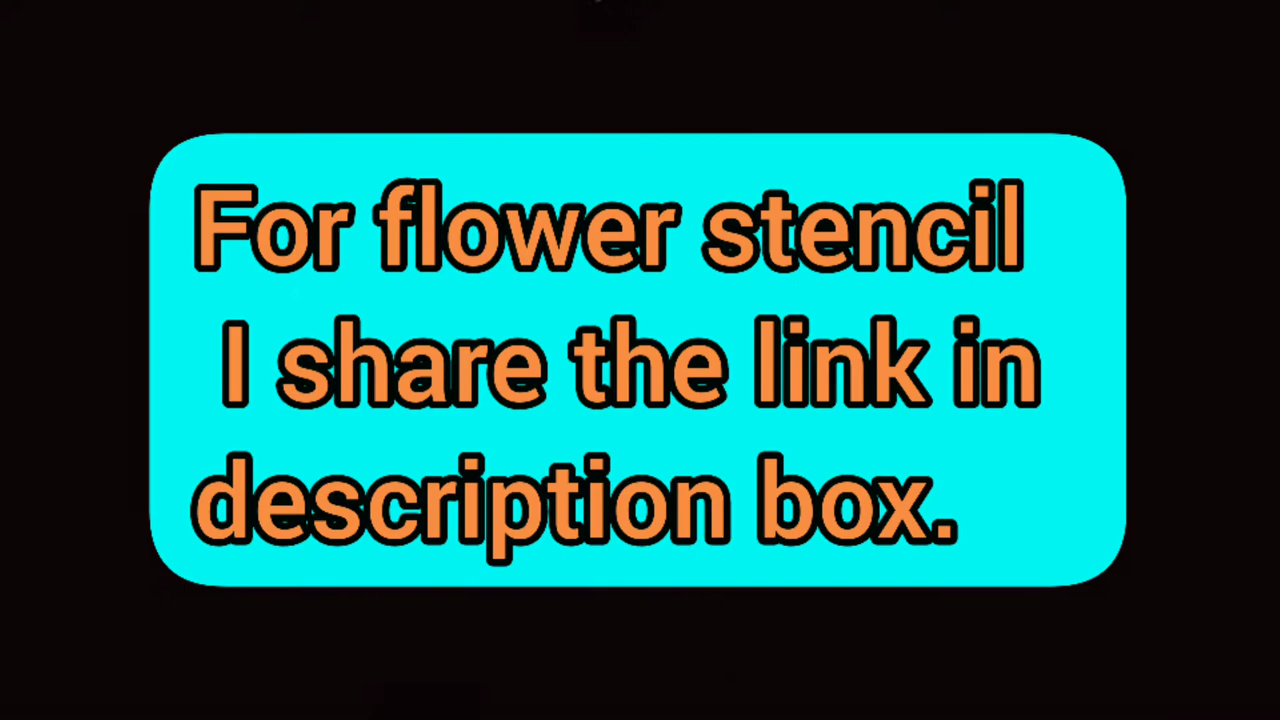 For flower stencil
I share the link in
description box.